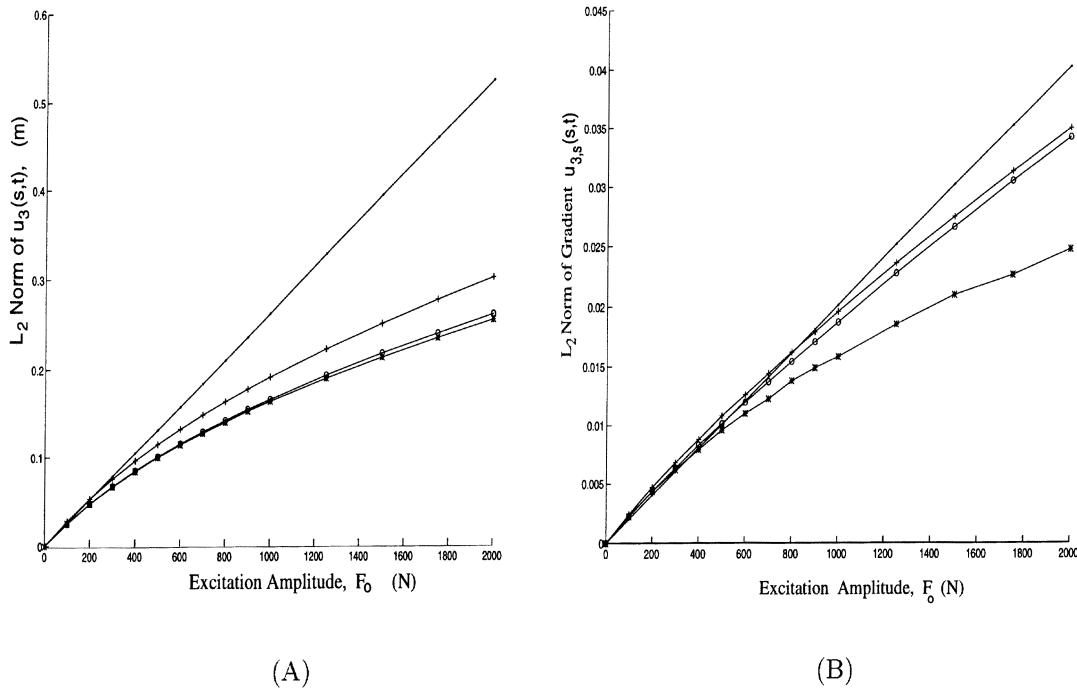 0.6
0.5
0.4
0.3
0.2
0.1
0
L2 Norm of u3(s,t), (m)
0 200 400 600 800 1000 1200 1400 1600 1800 2000
Excitation Amplitude, Fo (N)
(A)
0.045
0.04
0.035
0.03
0.025
0.02
0.015
0.01
0.005
0
L2 Norm of Gradient u3,s(s,t)
0 200 400 600 800 1000 1200 1400 1600 1800 2000
Excitation Amplitude, Fo (N)
(B)